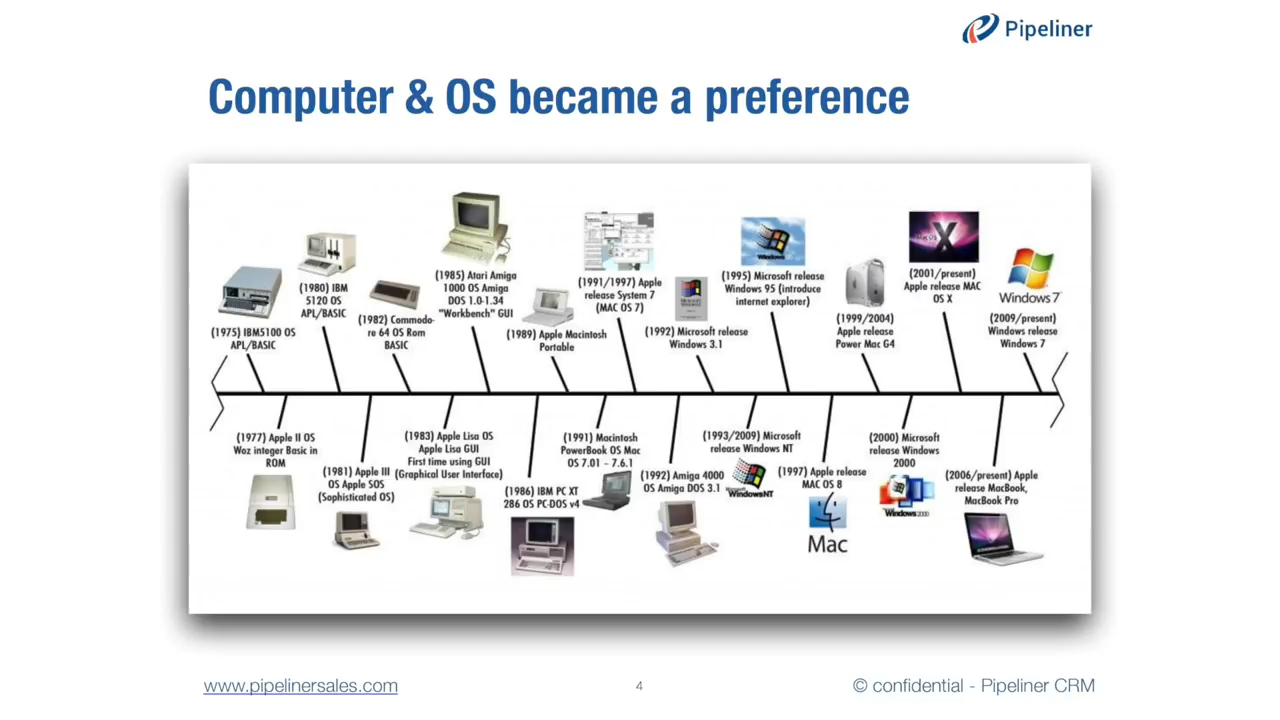 Pipeliner
Computer & OS became a preference
(1975) IBM5100 OS
APL/BASIC
(1980) IBM
5120 OS
APL/BASIC
(1982) Commodo-
re 64 OS Rom
BASIC
(1985) Atari Amiga
1000 OS Amiga
DOS 1.0-1.34
"Workbench" GUI
(1989) Apple Macintosh
Portable
(1991/1997) Apple
release System 7
(MAC OS 7)
(1992) Microsoft release
Windows 3.1
(1995) Microsoft release
Windows 95 (introduce
internet explorer)
Windows
(1999/2004)
Apple release
Power Mac G4
MAC OS X
(2001/present)
Apple release MAC
OS X
Windows 7
(2009/present)
Windows release
Windows 7
(1977) Apple II OS
Woz integer Basic in
ROM
(1981) Apple III
OS Apple SOS
(Sophisticated OS)
(1983) Apple Lisa OS
Apple Lisa GUI
First time using GUI
(Graphical User Interface)
(1986) IBM PC XT
286 OS PC-DOS v4
(1991) Macintosh
PowerBook OS Mac
OS 7.01 – 7.6.1
(1992) Amiga 4000
OS Amiga DOS 3.1
(1993/2009) Microsoft
release Windows NT
WindowsNT
(1997) Apple release
MAC OS 8
Mac
(2000) Microsoft
release Windows
2000
Windows 2000
(2006/present) Apple
release MacBook,
MacBook Pro
www.pipelinersales.com
4
© confidential - Pipeliner CRM